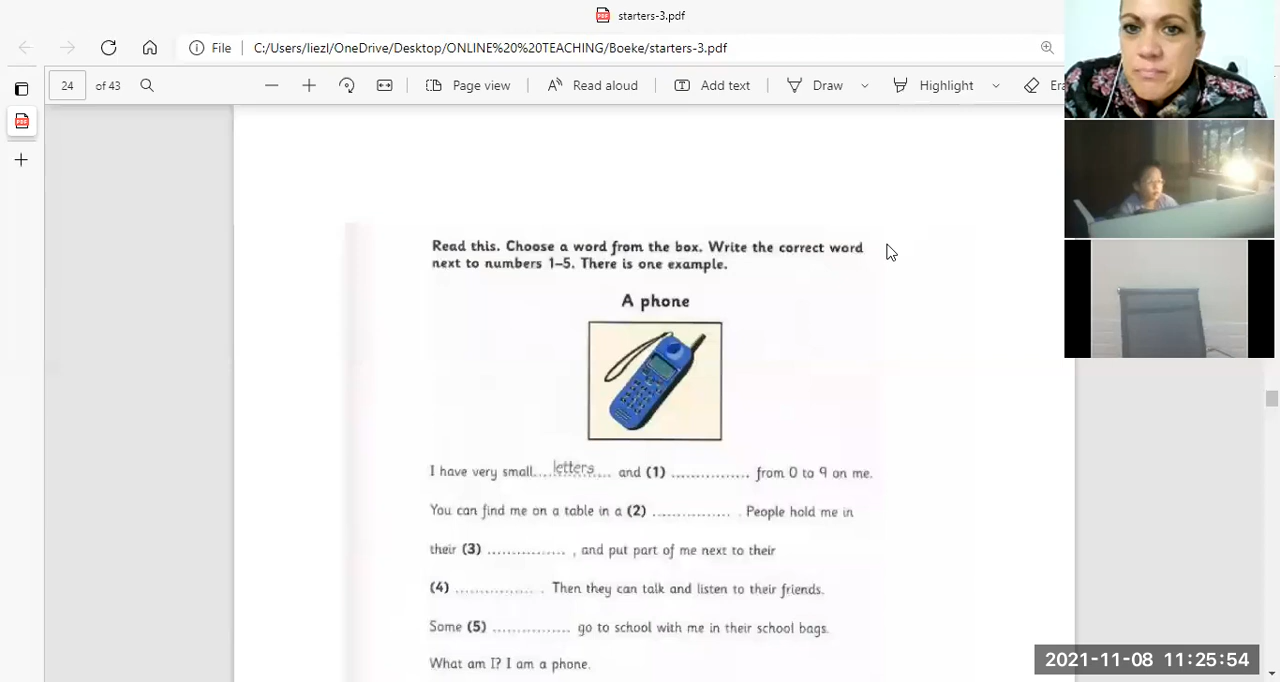 starters-3.pdf
File C:/Users/liezl/OneDrive/Desktop/ONLINE%20%20TEACHING/Boeke/starters-3.pdf
24 of 43 Page view Read aloud Add text Draw Highlight Era
Read this. Choose a word from the box. Write the correct word
next to numbers 1–5. There is one example.
A phone
I have very small....letters.... and (1) ................ from 0 to 9 on me.
You can find me on a table in a (2) ................ . People hold me in
their (3) ................ , and put part of me next to their
(4) ................ . Then they can talk and listen to their friends.
Some (5) ................ go to school with me in their school bags.
What am I? I am a phone.
2021-11-08 11:25:54